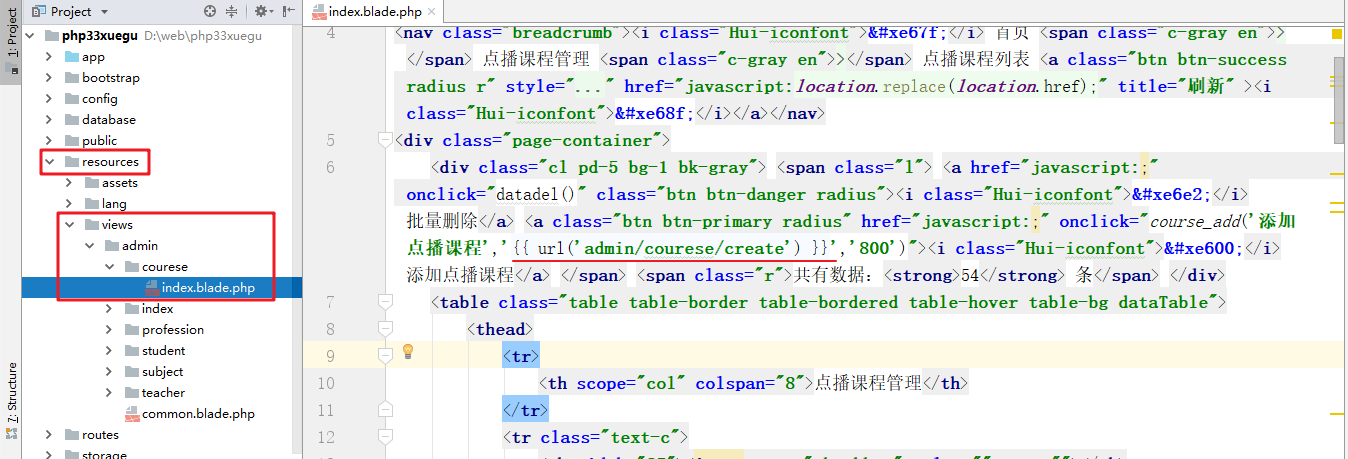 1: Project
7: Structure
Project
php33xuegu D:\web\php33xuegu
app
bootstrap
config
database
public
resources
assets
lang
views
admin
courese
index.blade.php
index
profession
student
subject
teacher
common.blade.php
routes
storage
index.blade.php
4 <nav class="breadcrumb"><i class="Hui-iconfont">&#xe67f;</i> 首页 <span class="c-gray en">>
</span> 点播课程管理 <span class="c-gray en">></span> 点播课程列表 <a class="btn btn-success
radius r" style="..." href="javascript:location.replace(location.href);" title="刷新" ><i
class="Hui-iconfont">&#xe68f;</i></a></nav>
5 <div class="page-container">
6 <div class="cl pd-5 bg-1 bk-gray"> <span class="l"> <a href="javascript:;"
onclick="datadel()" class="btn btn-danger radius"><i class="Hui-iconfont">&#xe6e2;</i>
批量删除</a> <a class="btn btn-primary radius" href="javascript:;" onclick="course_add('添加
点播课程','{{ url('admin/courese/create') }}','800')"><i class="Hui-iconfont">&#xe600;</i>
添加点播课程</a> </span> <span class="r">共有数据：<strong>54</strong> 条</span> </div>
7 <table class="table table-border table-bordered table-hover table-bg dataTable">
8 <thead>
9 <tr>
10 <th scope="col" colspan="8">点播课程管理</th>
11 </tr>
12 <tr class="text-c">